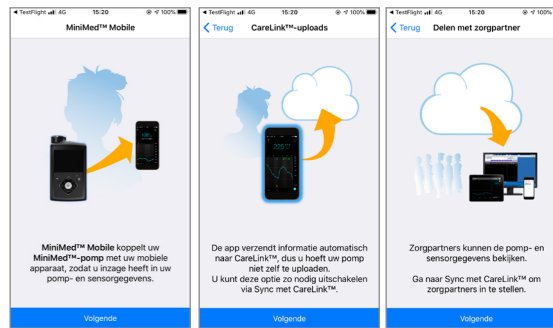 TestFlight 4G 15:20 100%
MiniMed™ Mobile
MiniMed™ Mobile koppelt uw
MiniMed™-pomp met uw mobiele
apparaat, zodat u inzage heeft in uw
pomp- en sensorgegevens.
Volgende
TestFlight 4G 15:20 100%
Terug CareLink™-uploads
De app verzendt informatie automatisch
naar CareLink™, dus u hoeft uw pomp
niet zelf te uploaden.
U kunt deze optie zo nodig uitschakelen
via Sync met CareLink™.
Volgende
TestFlight 4G 15:20 100%
Terug Delen met zorgpartner
Zorgpartners kunnen de pomp- en
sensorgegevens bekijken.
Ga naar Sync met CareLink™ om
zorgpartners in te stellen.
Volgende